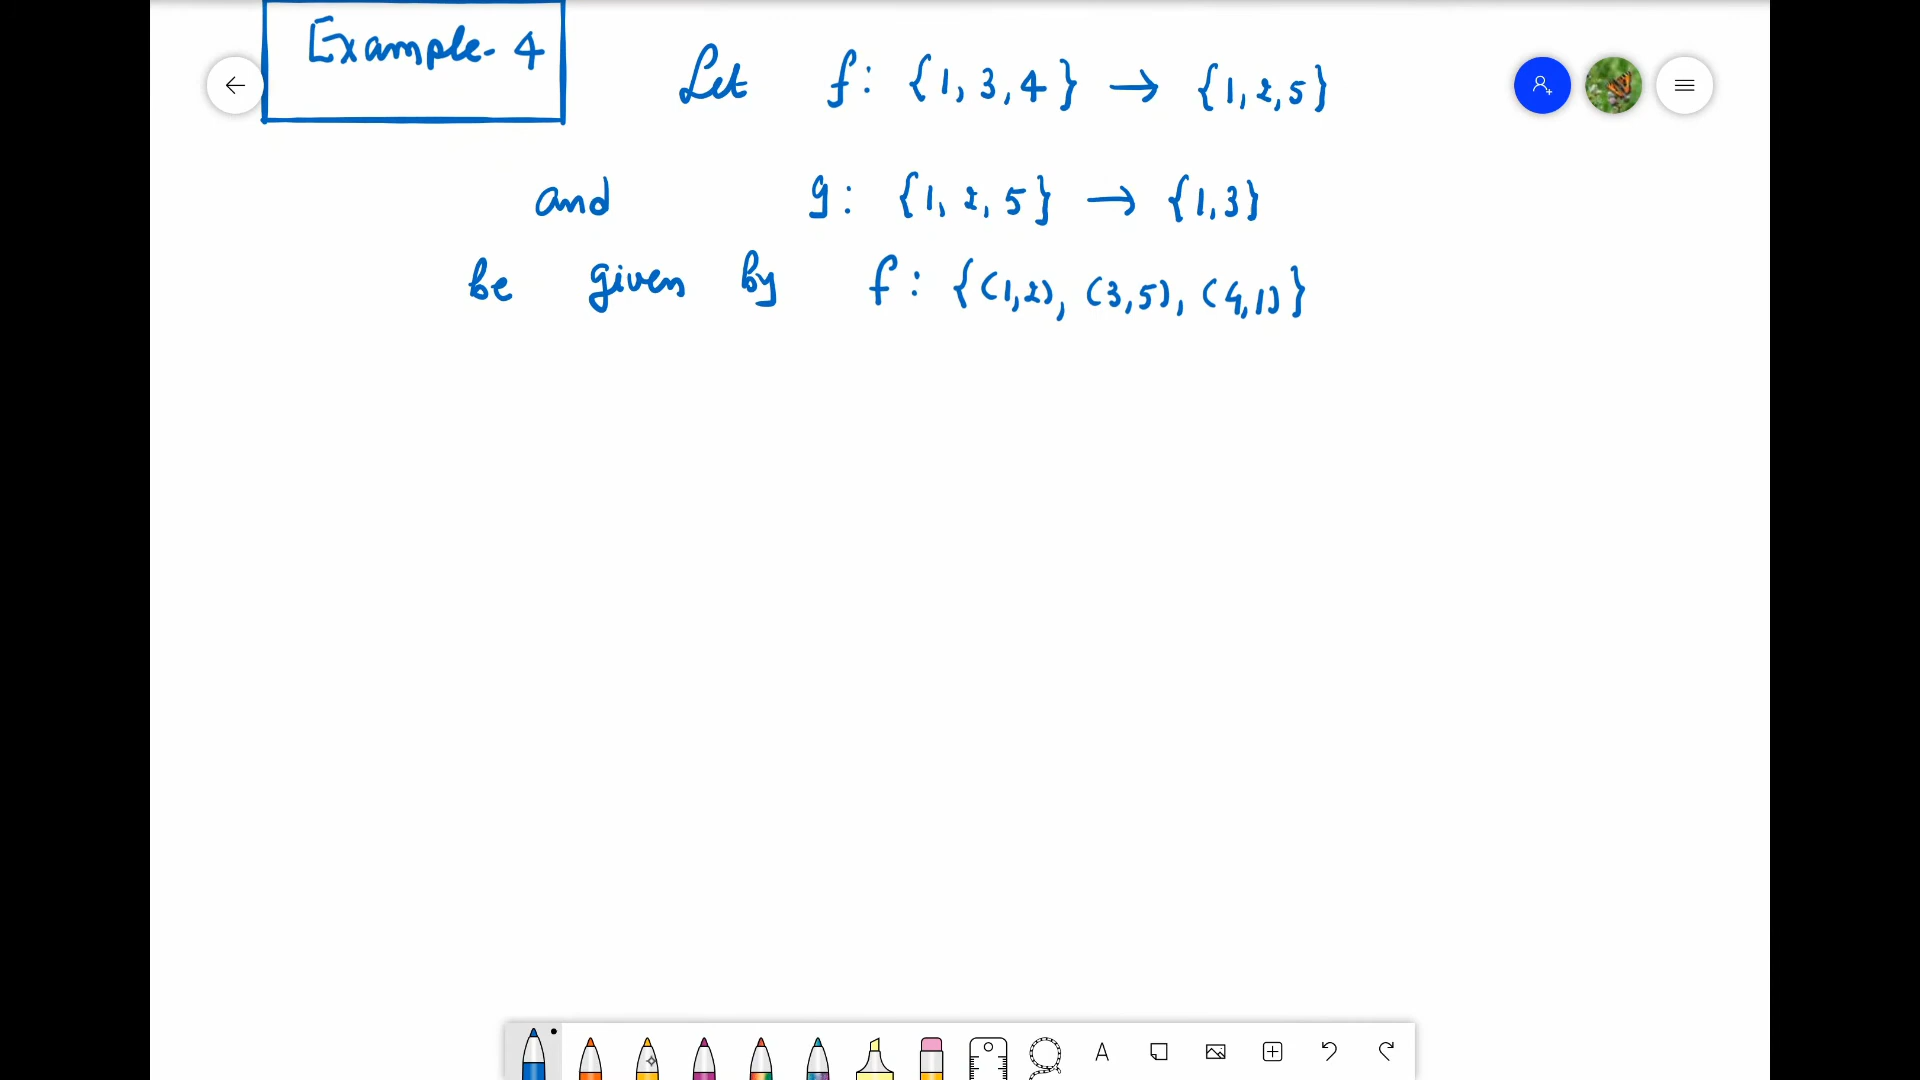 Example-4
Let f: {1, 3, 4} → {1, 2, 5}
and g: {1, 2, 5} → {1, 3}
be given by f: {(1,2), (3,5), (4,1)}
A